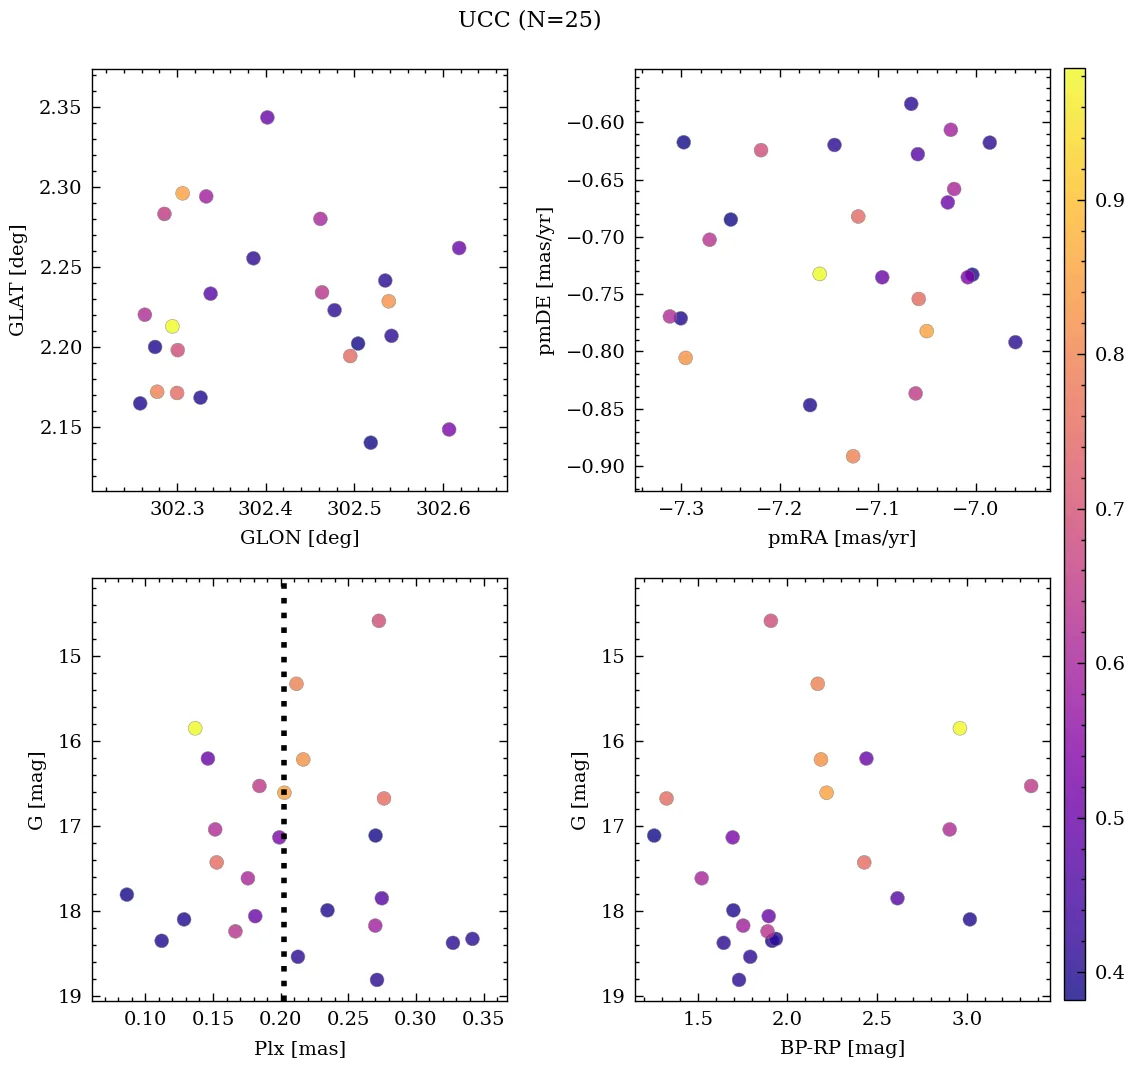 UCC (N=25)
2.35
2.30
2.25
2.20
2.15
GLAT [deg]
302.3 302.4 302.5 302.6
GLON [deg]
−0.60
−0.65
−0.70
−0.75
−0.80
−0.85
−0.90
pmDE [mas/yr]
−7.3 −7.2 −7.1 −7.0
pmRA [mas/yr]
15
16
17
18
19
G [mag]
0.10 0.15 0.20 0.25 0.30 0.35
Plx [mas]
15
16
17
18
19
G [mag]
1.5 2.0 2.5 3.0
BP-RP [mag]
0.9
0.8
0.7
0.6
0.5
0.4